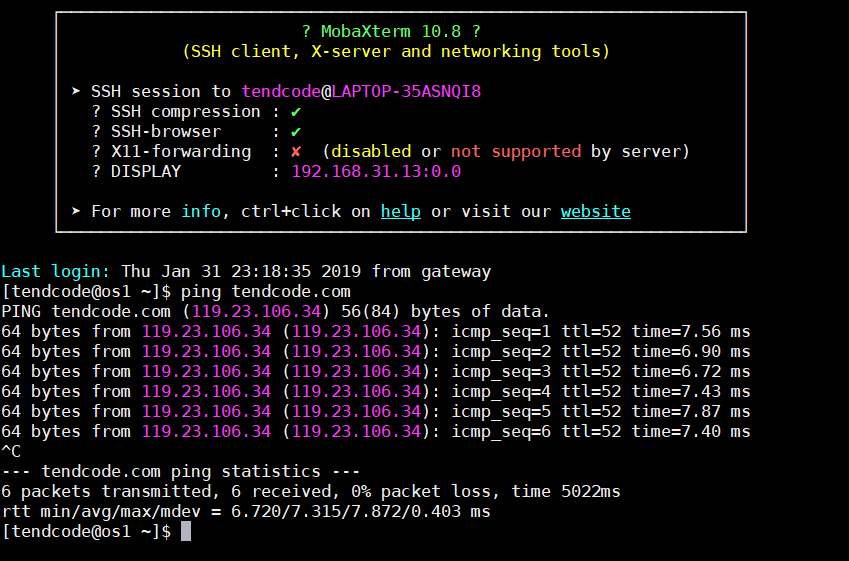 ? MobaXterm 10.8 ?
(SSH client, X-server and networking tools)
➤ SSH session to tendcode@LAPTOP-35ASNQI8
? SSH compression : ✔
? SSH-browser     : ✔
? X11-forwarding  : ✘  (disabled or not supported by server)
? DISPLAY         : 192.168.31.13:0.0
➤ For more info, ctrl+click on help or visit our website
Last login: Thu Jan 31 23:18:35 2019 from gateway
[tendcode@os1 ~]$ ping tendcode.com
PING tendcode.com (119.23.106.34) 56(84) bytes of data.
64 bytes from 119.23.106.34 (119.23.106.34): icmp_seq=1 ttl=52 time=7.56 ms
64 bytes from 119.23.106.34 (119.23.106.34): icmp_seq=2 ttl=52 time=6.90 ms
64 bytes from 119.23.106.34 (119.23.106.34): icmp_seq=3 ttl=52 time=6.72 ms
64 bytes from 119.23.106.34 (119.23.106.34): icmp_seq=4 ttl=52 time=7.43 ms
64 bytes from 119.23.106.34 (119.23.106.34): icmp_seq=5 ttl=52 time=7.87 ms
64 bytes from 119.23.106.34 (119.23.106.34): icmp_seq=6 ttl=52 time=7.40 ms
^C
--- tendcode.com ping statistics ---
6 packets transmitted, 6 received, 0% packet loss, time 5022ms
rtt min/avg/max/mdev = 6.720/7.315/7.872/0.403 ms
[tendcode@os1 ~]$